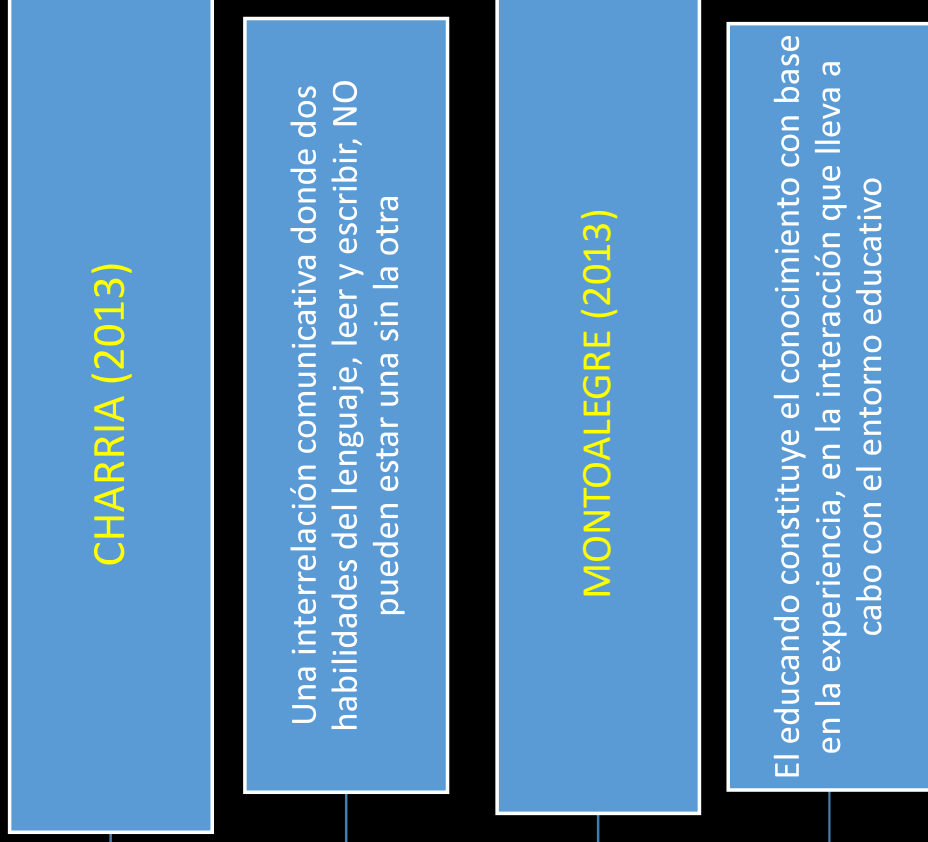 CHARRIA (2013)
Una interrelación comunicativa donde dos
habilidades del lenguaje, leer y escribir, NO
pueden estar una sin la otra
MONTOALEGRE (2013)
El educando constituye el conocimiento con base
en la experiencia, en la interacción que lleva a
cabo con el entorno educativo